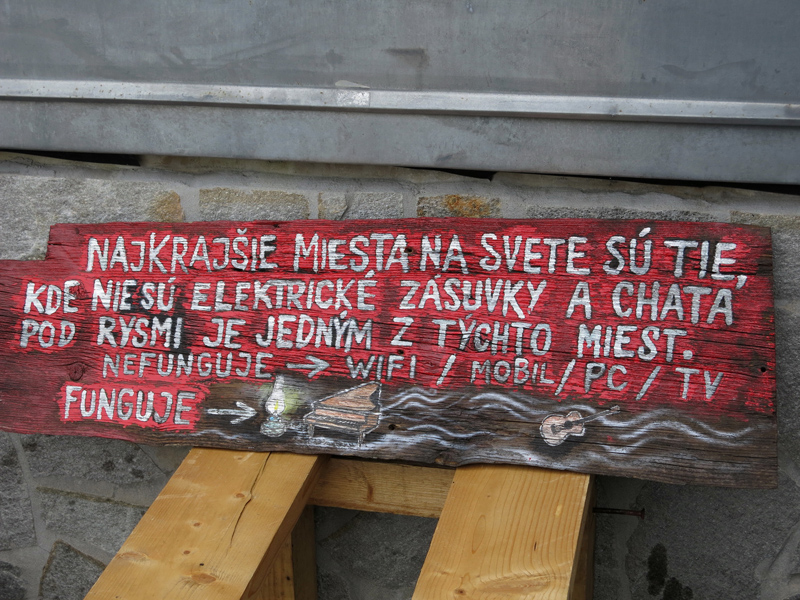 NAJKRAJŠIE MIESTA NA SVETE SÚ TIE,
KDE NIE SÚ ELEKTRICKÉ ZÁSUVKY A CHATA
POD RYSMI JE JEDNÝM Z TÝCHTO MIEST.
NEFUNGUJE → WIFI / MOBIL / PC / TV
FUNGUJE →